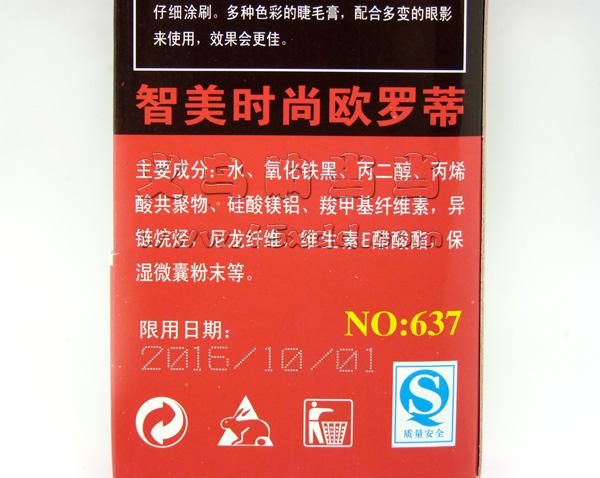 仔细涂刷。多种色彩的睫毛膏，配合多变的眼影
来使用，效果会更佳。
智美时尚欧罗蒂
主要成分：水、氧化铁黑、丙二醇、丙烯
酸共聚物、硅酸镁铝、羧甲基纤维素，异
链烷烃、尼龙纤维、维生素E醋酸酯，保
湿微囊粉末等。
NO:637
限用日期：
2016/10/01
质量安全